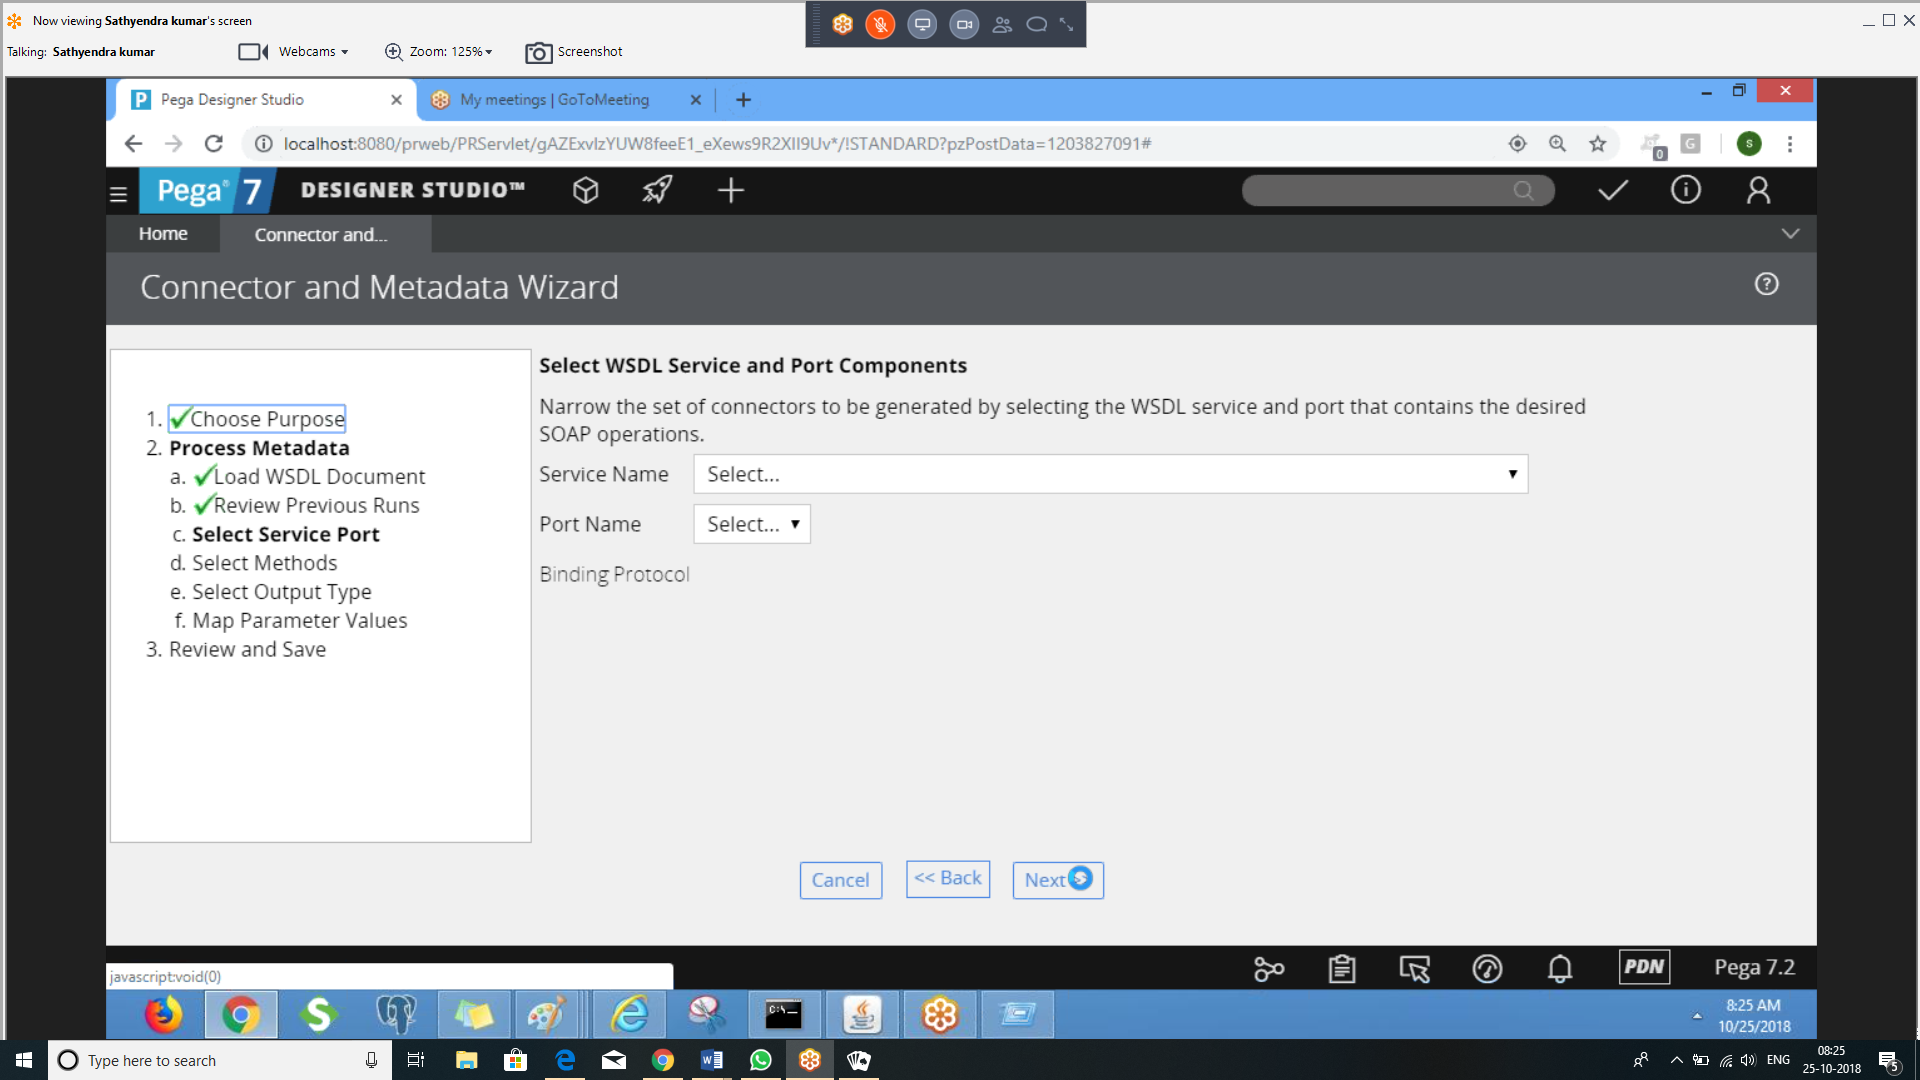 Now viewing Sathyendra kumar's screen
Talking: Sathyendra kumar
Webcams
Zoom: 125%
Screenshot
Pega Designer Studio
My meetings | GoToMeeting
localhost:8080/prweb/PRServlet/gAZExvIzYUW8feeE1_eXews9R2XII9Uv*/!STANDARD?pzPostData=1203827091#
0
G
S
Pega® 7
DESIGNER STUDIO™
Home
Connector and...
Connector and Metadata Wizard
1. Choose Purpose
2. Process Metadata
a. Load WSDL Document
b. Review Previous Runs
c. Select Service Port
d. Select Methods
e. Select Output Type
f. Map Parameter Values
3. Review and Save
Select WSDL Service and Port Components
Narrow the set of connectors to be generated by selecting the WSDL service and port that contains the desired
SOAP operations.
Service Name
Select...
Port Name
Select...
Binding Protocol
Cancel
<< Back
Next
PDN
Pega 7.2
javascript:void(0)
8:25 AM
10/25/2018
Type here to search
ENG
08:25
25-10-2018
5